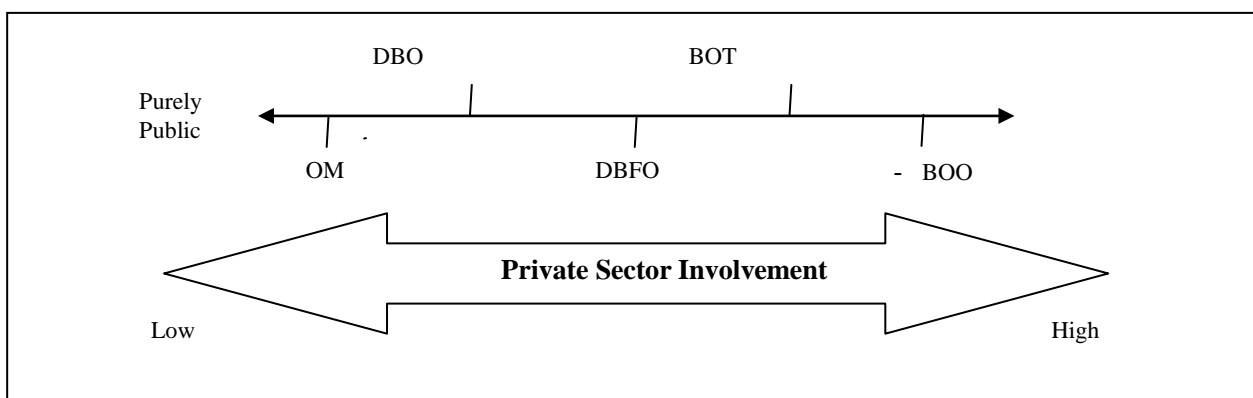 DBO BOT
Purely
Public
OM DBFO - BOO
Private Sector Involvement
Low High